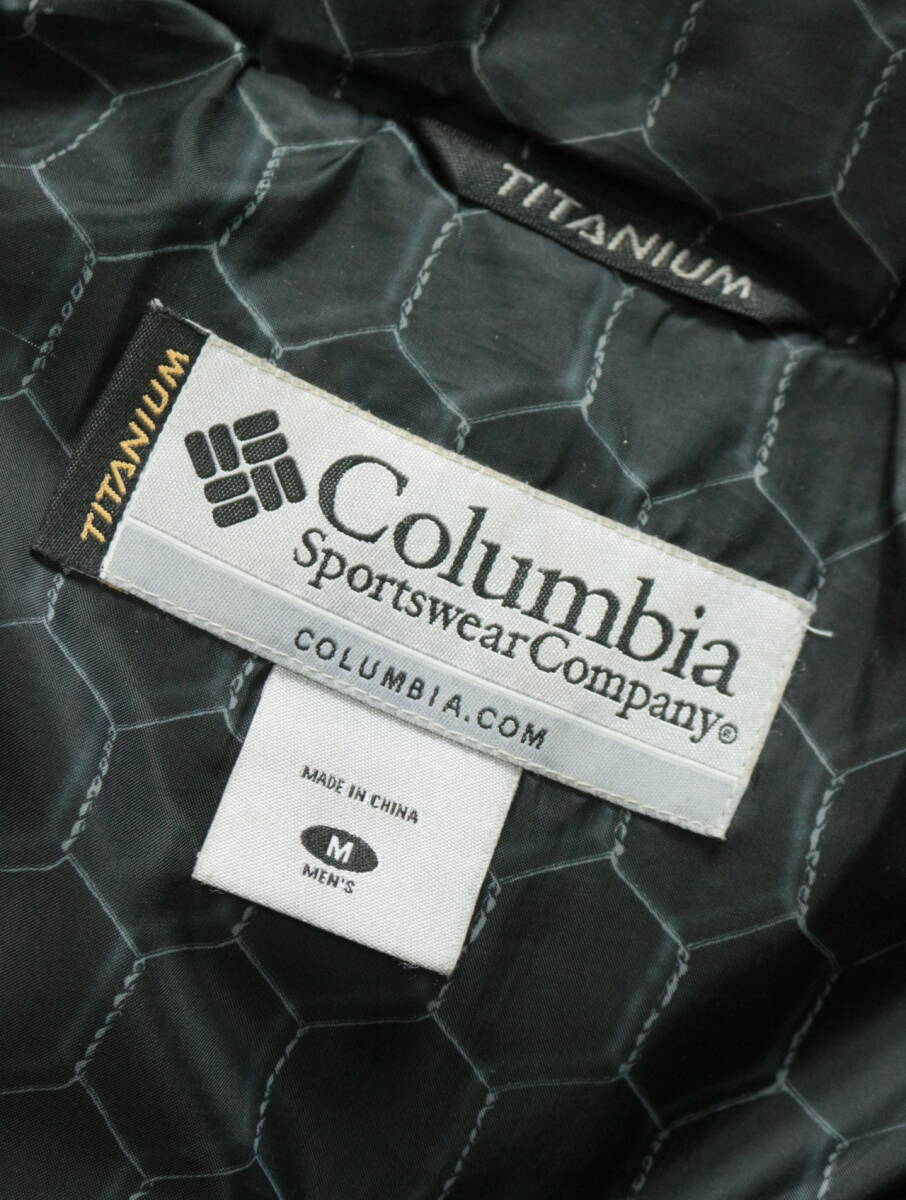 TITANIUM
TITANIUM
Columbia
Sportswear Company®
COLUMBIA.COM
MADE IN CHINA
M
MEN'S